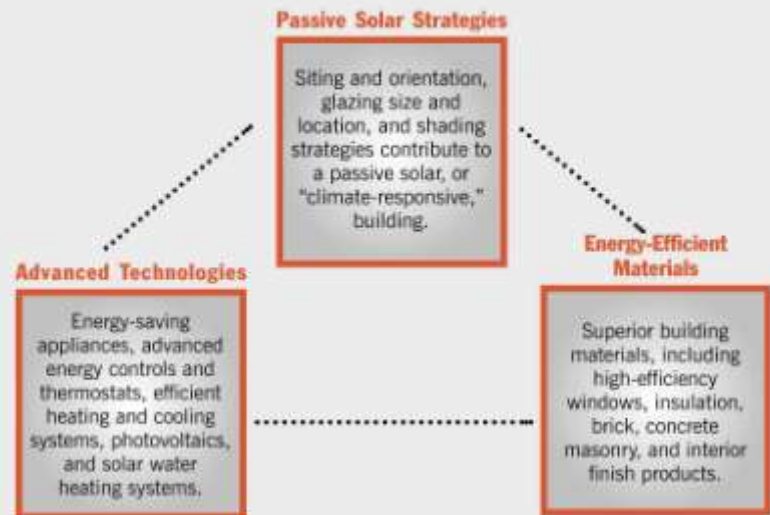 Passive Solar Strategies
Siting and orientation,
glazing size and
location, and shading
strategies contribute to
a passive solar, or
“climate-responsive,”
building.
Advanced Technologies
Energy-saving
appliances, advanced
energy controls and
thermostats, efficient
heating and cooling
systems, photovoltaics,
and solar water
heating systems.
Energy-Efficient
Materials
Superior building
materials, including
high-efficiency
windows, insulation,
brick, concrete
masonry, and interior
finish products.